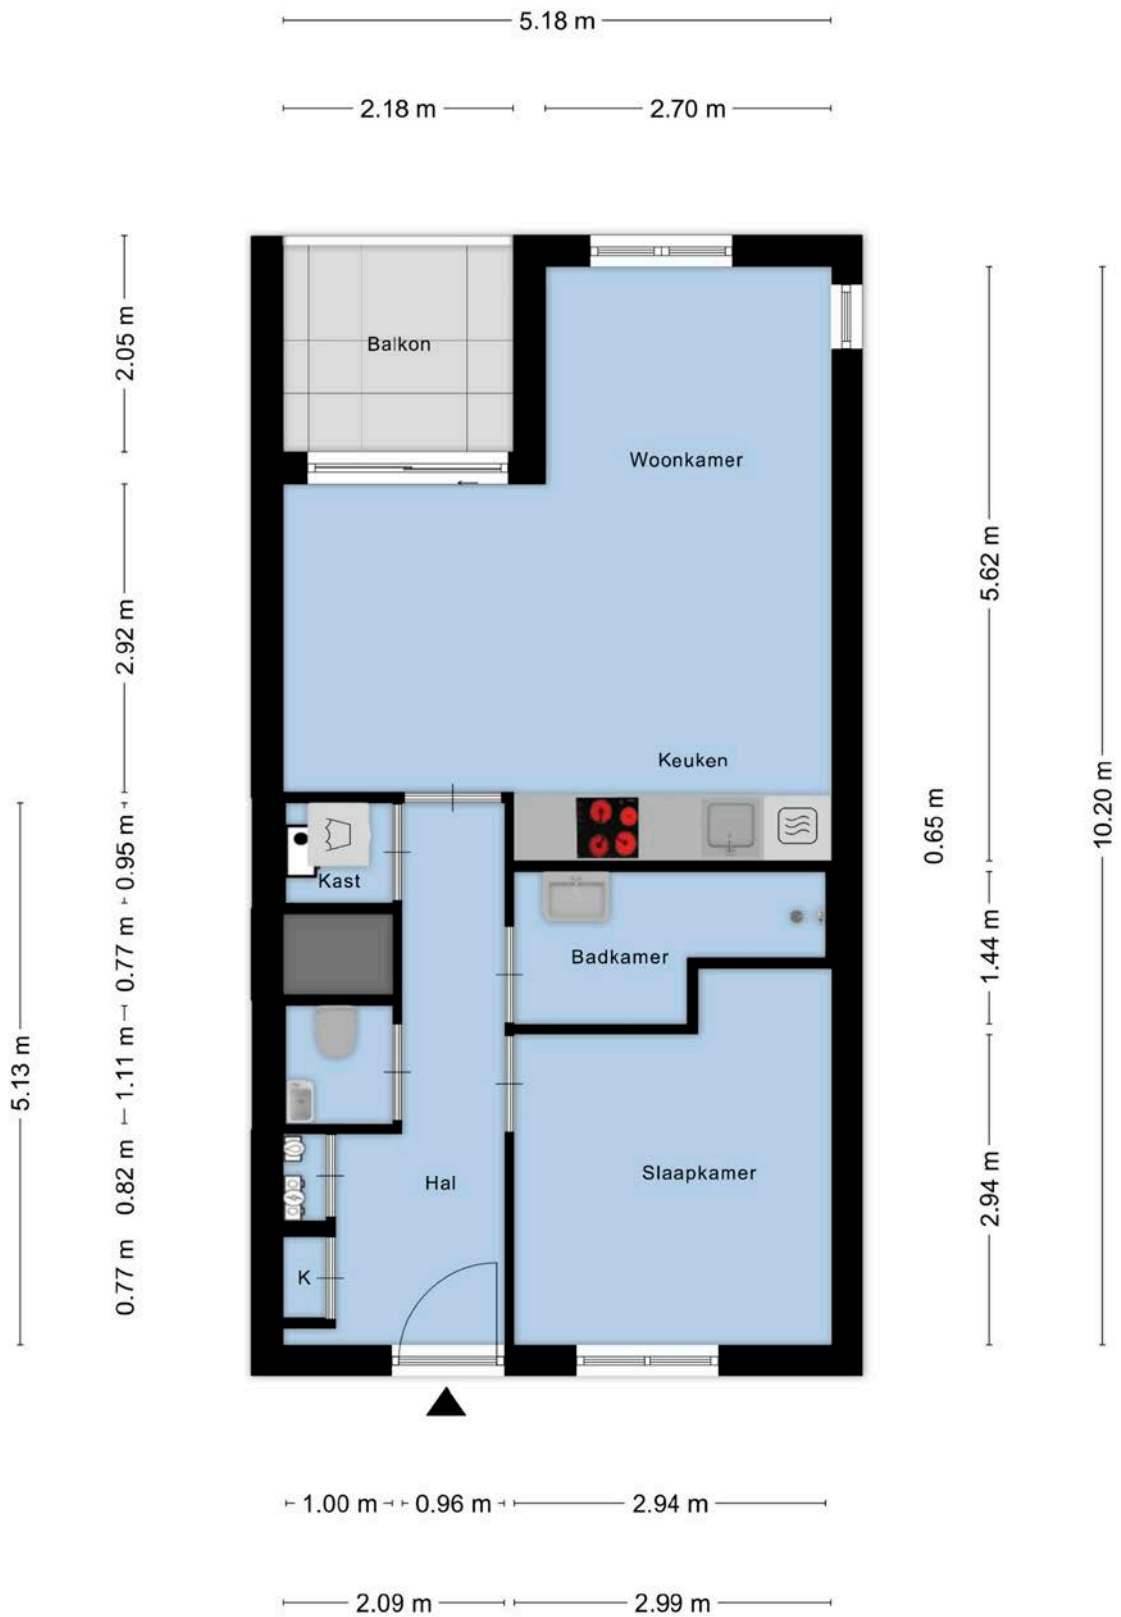 5.18 m
2.18 m
2.70 m
Balkon
2.05 m
Woonkamer
5.62 m
2.92 m
Keuken
10.20 m
0.65 m
0.95 m
Kast
0.77 m
Badkamer
1.44 m
5.13 m
1.11 m
0.82 m
Hal
Slaapkamer
2.94 m
0.77 m
K
1.00 m
0.96 m
2.94 m
2.09 m
2.99 m